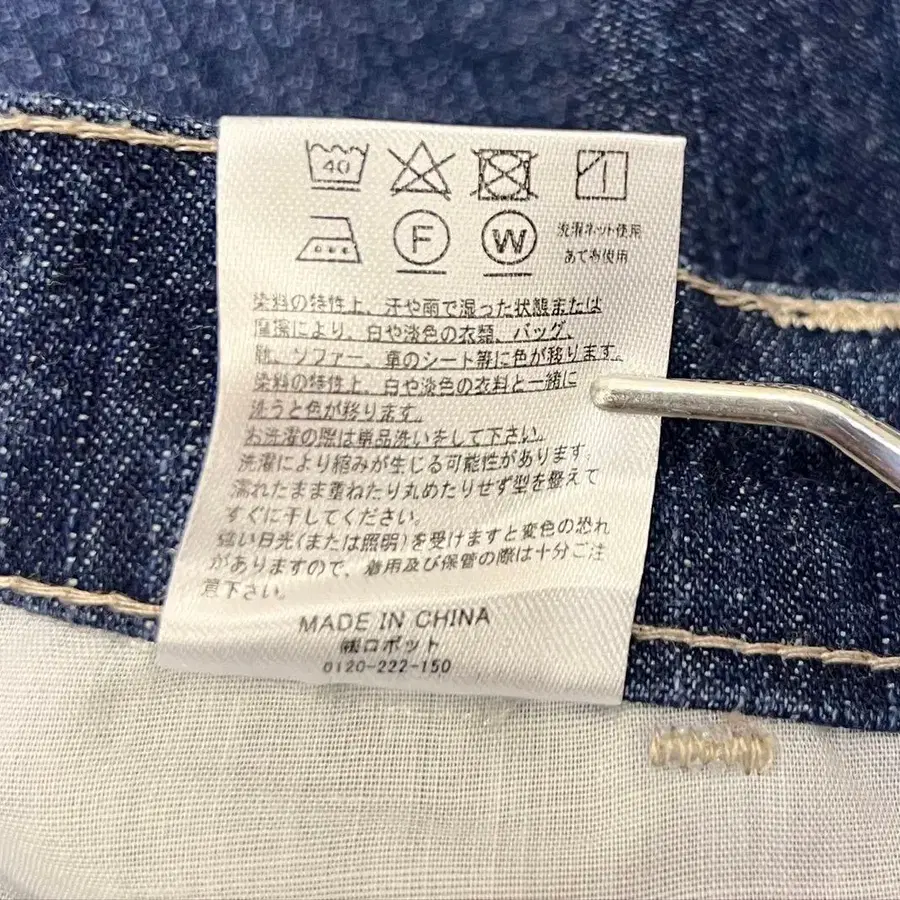 40
F W
洗濯ネット使用
あて布使用
染料の特性上、汗や雨で湿った状態または
摩擦により、白や淡色の衣類、バッグ、
靴、ソファー、車のシート等に色が移ります。
染料の特性上、白や淡色の衣料と一緒に
洗うと色が移ります。
お洗濯の際は単品洗いをして下さい。
洗濯により縮みが生じる可能性があります。
濡れたまま重ねたり丸めたりせず型を整えて
すぐに干してください。
強い日光(または照明)を受けますと変色の恐れ
がありますので、着用及び保管の際は十分ご注
意下さい。
MADE IN CHINA
㈱ロボット
0120-222-150